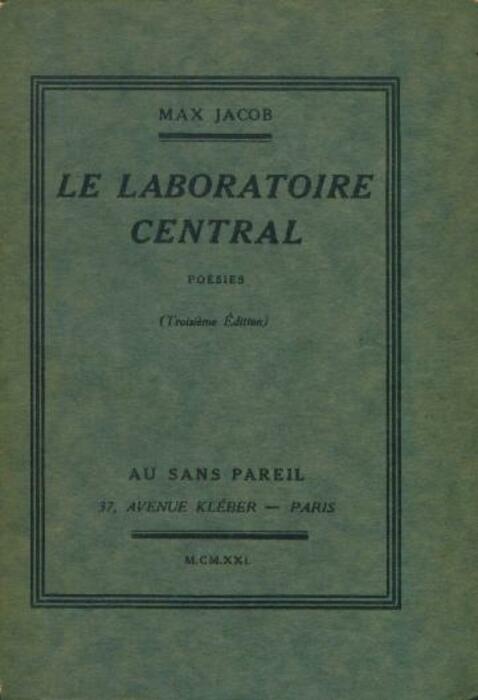 MAX JACOB
LE LABORATOIRE
CENTRAL
POÉSIES
(Troisième Édition)
AU SANS PAREIL
37, AVENUE KLÉBER — PARIS
M.CM.XXI.